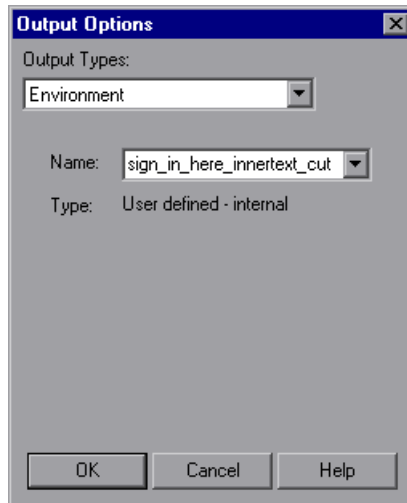 Output Options
Output Types:
Environment
Name: sign_in_here_innertext_cut
Type: User defined - internal
OK Cancel Help